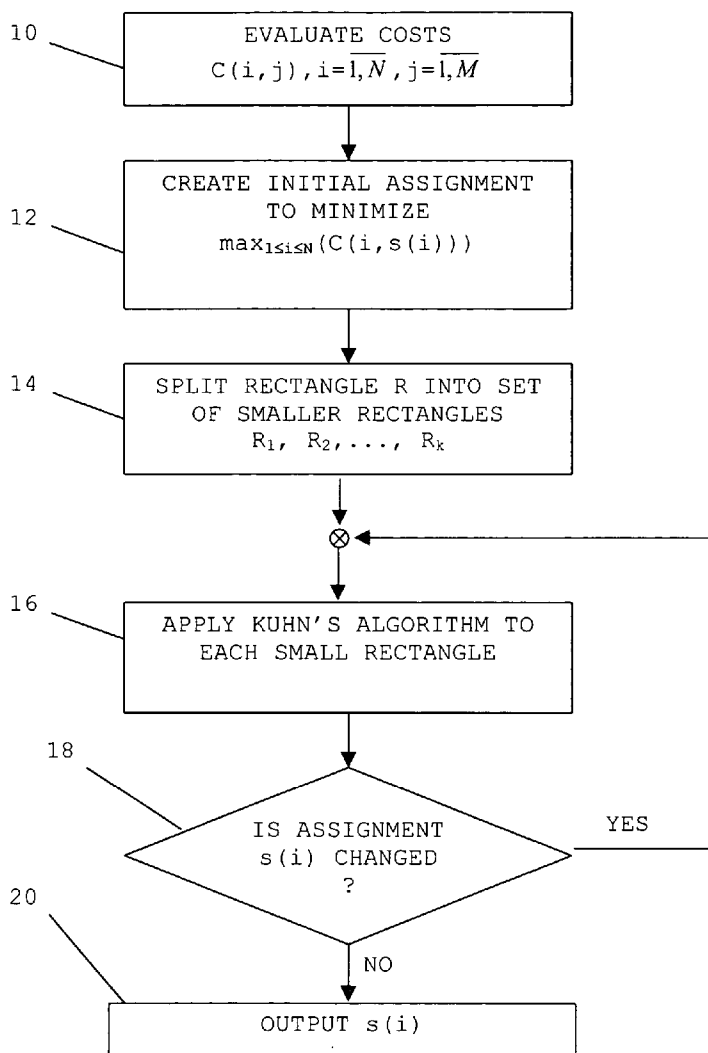 10
EVALUATE COSTS
C(i,j), i=\overline{1,N}, j=\overline{1,M}
12
CREATE INITIAL ASSIGNMENT
TO MINIMIZE
max₁≤i≤N(C(i,s(i)))
14
SPLIT RECTANGLE R INTO SET
OF SMALLER RECTANGLES
R₁, R₂,..., Rₖ
16
APPLY KUHN'S ALGORITHM TO
EACH SMALL RECTANGLE
18
IS ASSIGNMENT
s(i) CHANGED
?
YES
NO
20
OUTPUT s(i)